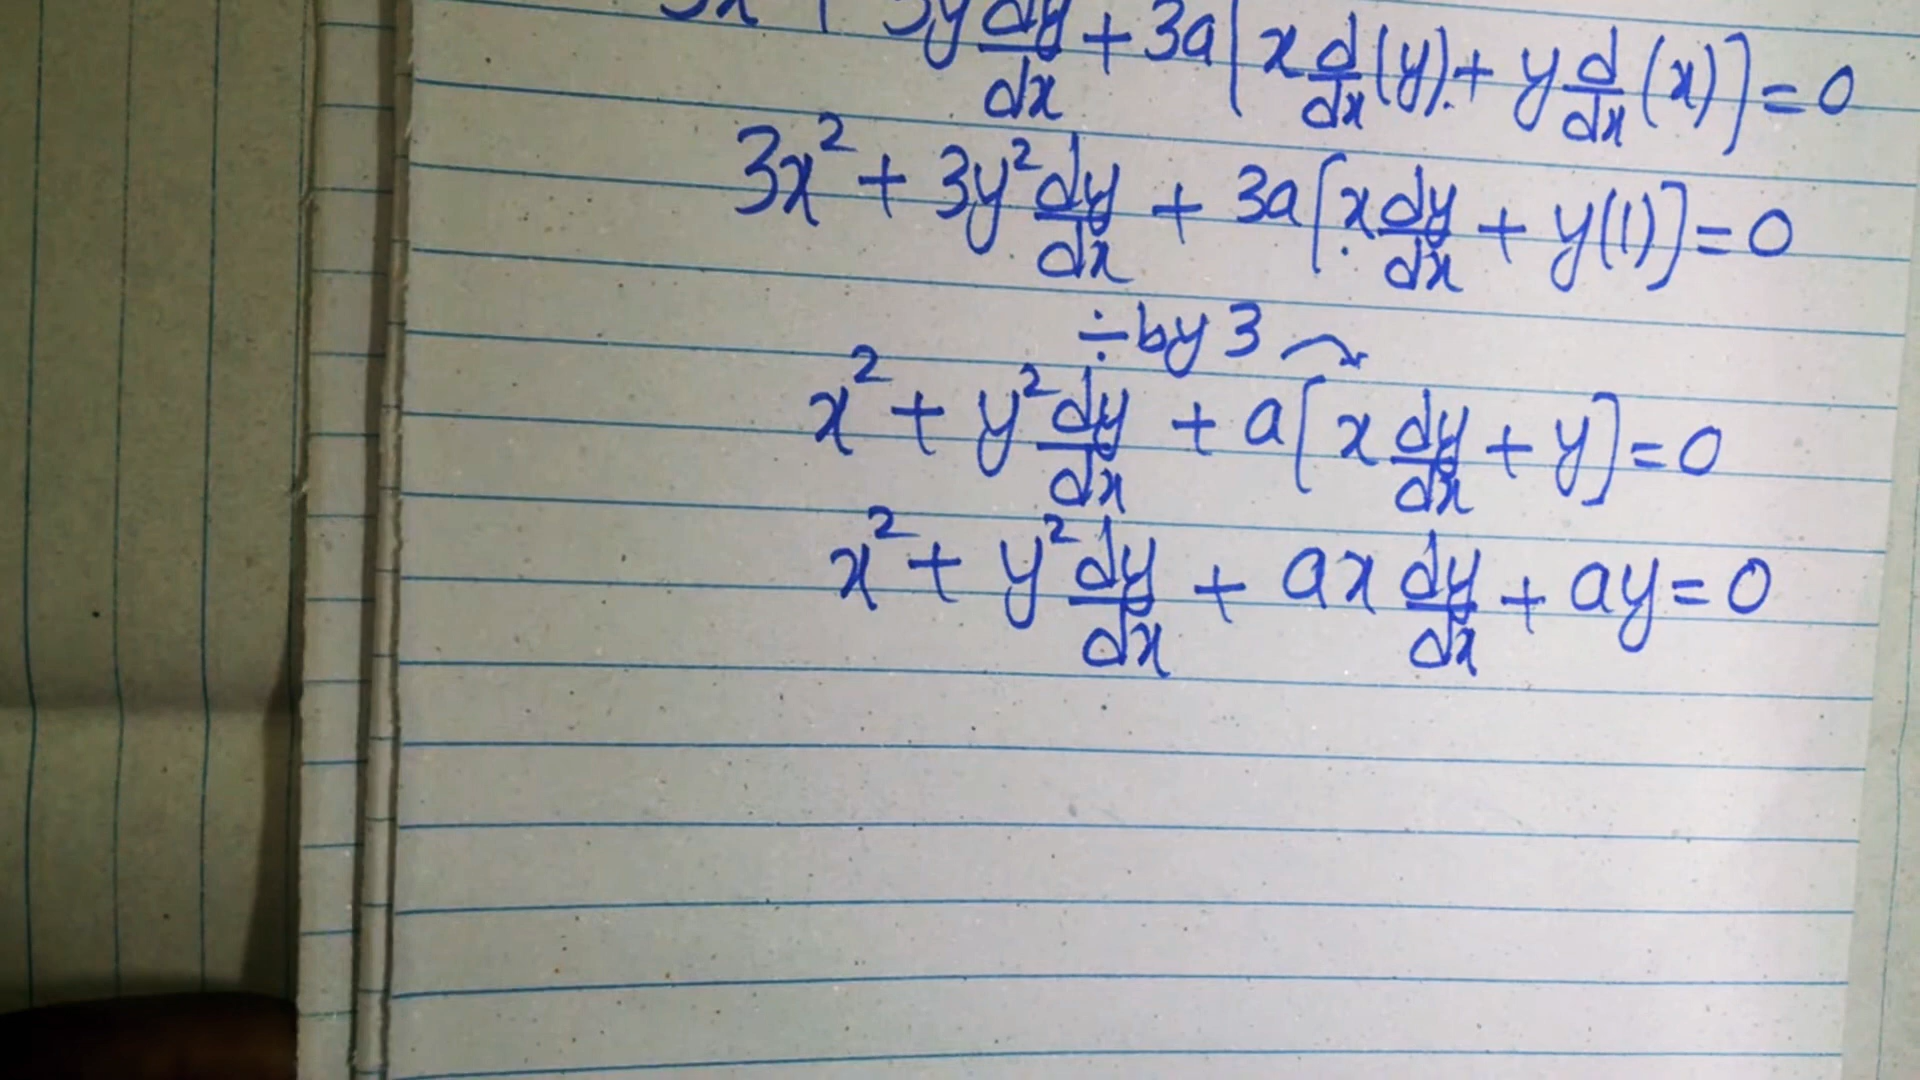 3x + 3y dy/dx + 3a[x d/dx (y) + y d/dx (x)] = 0
3x² + 3y² dy/dx + 3a[x dy/dx + y(1)] = 0
÷ by 3
x² + y² dy/dx + a[x dy/dx + y] = 0
x² + y² dy/dx + ax dy/dx + ay = 0